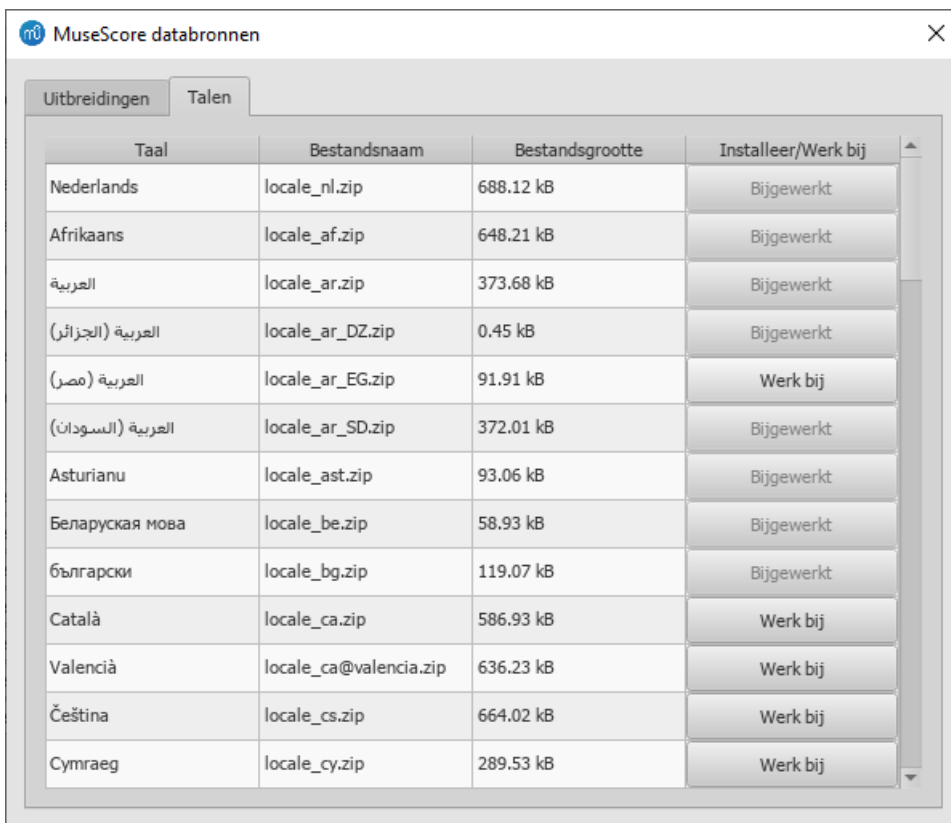 MuseScore databronnen
Uitbreidingen Talen
Taal Bestandsnaam Bestandsgrootte Installeer/Werk bij
Nederlands locale_nl.zip 688.12 kB Bijgewerkt
Afrikaans locale_af.zip 648.21 kB Bijgewerkt
العربية locale_ar.zip 373.68 kB Bijgewerkt
العربية (الجزائر) locale_ar_DZ.zip 0.45 kB Bijgewerkt
العربية (مصر) locale_ar_EG.zip 91.91 kB Werk bij
العربية (السودان) locale_ar_SD.zip 372.01 kB Bijgewerkt
Asturianu locale_ast.zip 93.06 kB Bijgewerkt
Беларуская мова locale_be.zip 58.93 kB Bijgewerkt
български locale_bg.zip 119.07 kB Bijgewerkt
Català locale_ca.zip 586.93 kB Werk bij
Valencià locale_ca@valencia.zip 636.23 kB Werk bij
Čeština locale_cs.zip 664.02 kB Werk bij
Cymraeg locale_cy.zip 289.53 kB Werk bij